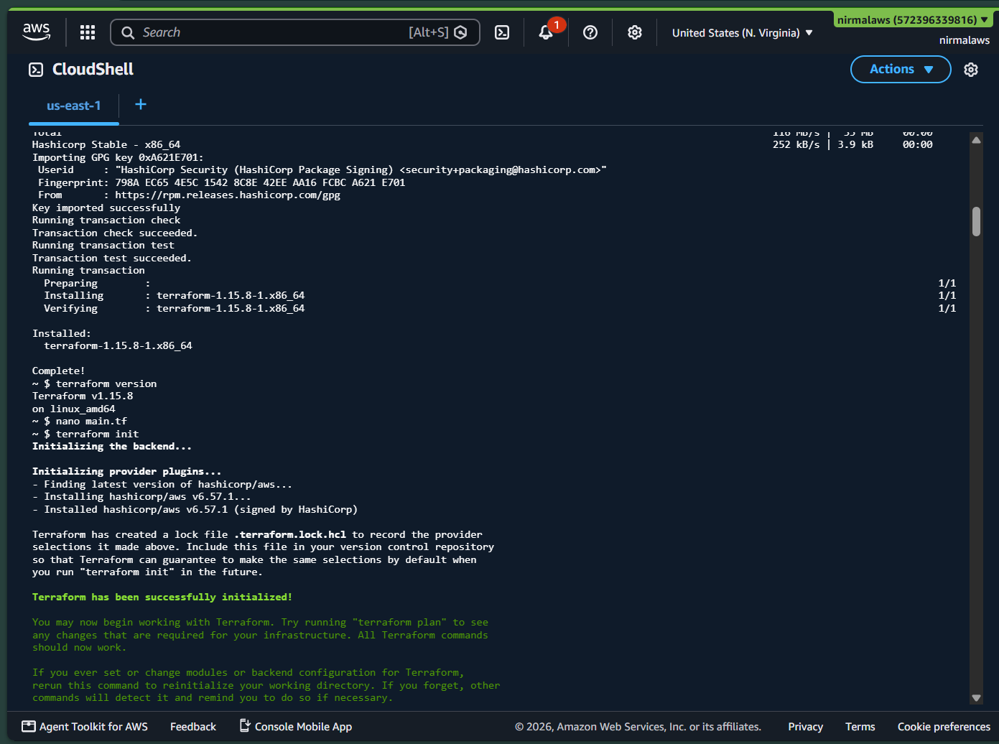 aws
Search [Alt+S]
1
United States (N. Virginia)
nirmalaws (572396339816)
nirmalaws
CloudShell
Actions
us-east-1
+
Total 116 MB/s | 55 MB 00:00
Hashicorp Stable - x86_64 252 kB/s | 3.9 kB 00:00
Importing GPG key 0xA621E701:
Userid : "HashiCorp Security (HashiCorp Package Signing) <security+packaging@hashicorp.com>"
Fingerprint: 798A EC65 4E5C 1542 8C8E 42EE AA16 FCBC A621 E701
From : https://rpm.releases.hashicorp.com/gpg
Key imported successfully
Running transaction check
Transaction check succeeded.
Running transaction test
Transaction test succeeded.
Running transaction
Preparing : 1/1
Installing : terraform-1.15.8-1.x86_64 1/1
Verifying : terraform-1.15.8-1.x86_64 1/1
Installed:
terraform-1.15.8-1.x86_64
Complete!
~ $ terraform version
Terraform v1.15.8
on linux_amd64
~ $ nano main.tf
~ $ terraform init
Initializing the backend...
Initializing provider plugins...
- Finding latest version of hashicorp/aws...
- Installing hashicorp/aws v6.57.1...
- Installed hashicorp/aws v6.57.1 (signed by HashiCorp)
Terraform has created a lock file .terraform.lock.hcl to record the provider
selections it made above. Include this file in your version control repository
so that Terraform can guarantee to make the same selections by default when
you run "terraform init" in the future.
Terraform has been successfully initialized!
You may now begin working with Terraform. Try running "terraform plan" to see
any changes that are required for your infrastructure. All Terraform commands
should now work.
If you ever set or change modules or backend configuration for Terraform,
rerun this command to reinitialize your working directory. If you forget, other
commands will detect it and remind you to do so if necessary.
Agent Toolkit for AWS Feedback Console Mobile App © 2026, Amazon Web Services, Inc. or its affiliates. Privacy Terms Cookie preferences